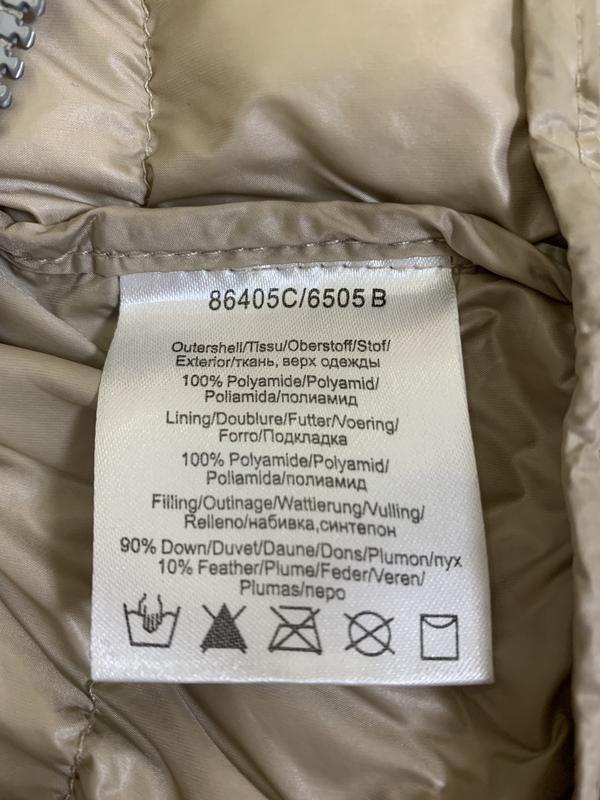 86405C/6505B
Outershell/Tissu/Oberstoff/Stof/
Exterior/ткань, верх одежды
100% Polyamide/Polyamid/
Poliamida/полиамид
Lining/Doublure/Futter/Voering/
Forro/Подкладка
100% Polyamide/Polyamid/
Poliamida/полиамид
Filling/Outinage/Wattierung/Vulling/
Relleno/набивка,синтепон
90% Down/Duvet/Daune/Dons/Plumon/пух
10% Feather/Plume/Feder/Veren/
Plumas/перо